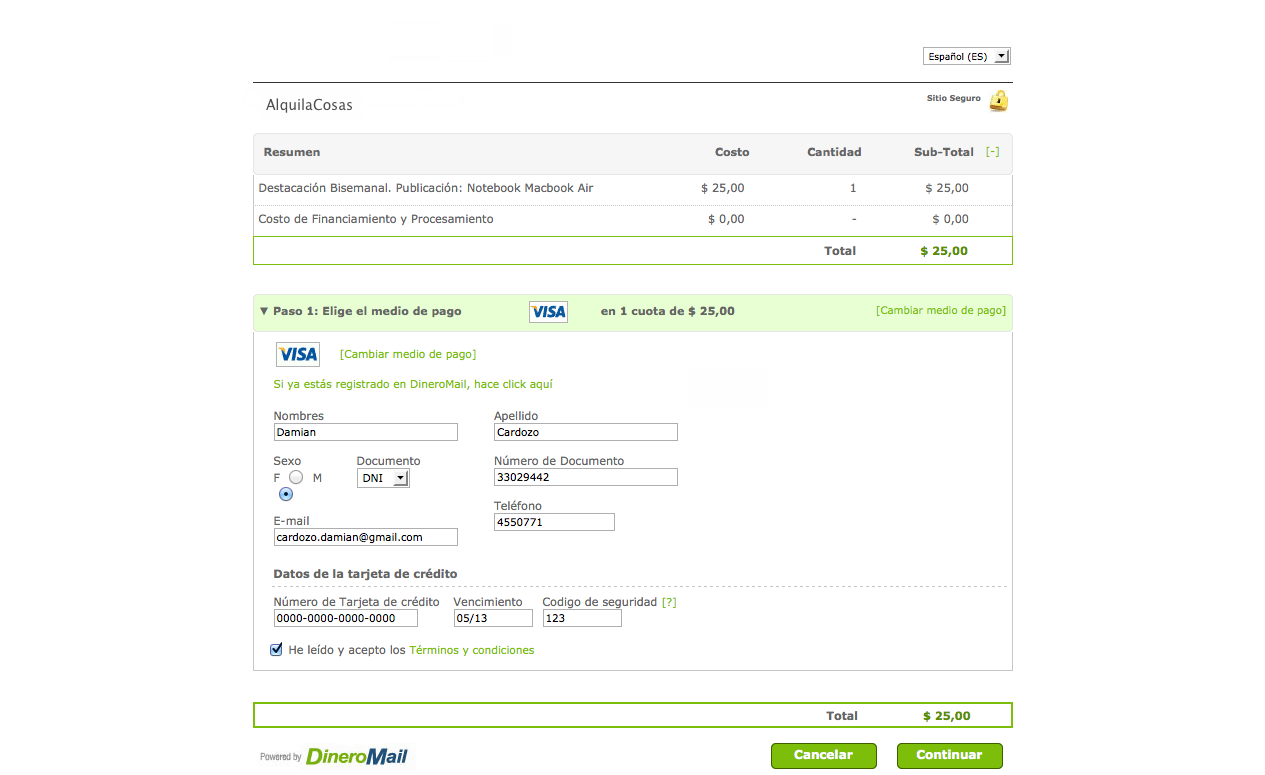 Español (ES)
AlquilaCosas
Sitio Seguro
Resumen Costo Cantidad Sub-Total [-]
Destacación Bisemanal. Publicación: Notebook Macbook Air $ 25,00 1 $ 25,00
Costo de Financiamiento y Procesamiento $ 0,00 - $ 0,00
Total $ 25,00
▼ Paso 1: Elige el medio de pago VISA en 1 cuota de $ 25,00 [Cambiar medio de pago]
VISA [Cambiar medio de pago]
Si ya estás registrado en DineroMail, hace click aquí
Nombres Apellido
Damian Cardozo
Sexo Documento Número de Documento
F M DNI 33029442
Teléfono
4550771
E-mail
cardozo.damian@gmail.com
Datos de la tarjeta de crédito
Número de Tarjeta de crédito Vencimiento Codigo de seguridad [?]
0000-0000-0000-0000 05/13 123
He leído y acepto los Términos y condiciones
Total $ 25,00
Powered by DineroMail Cancelar Continuar